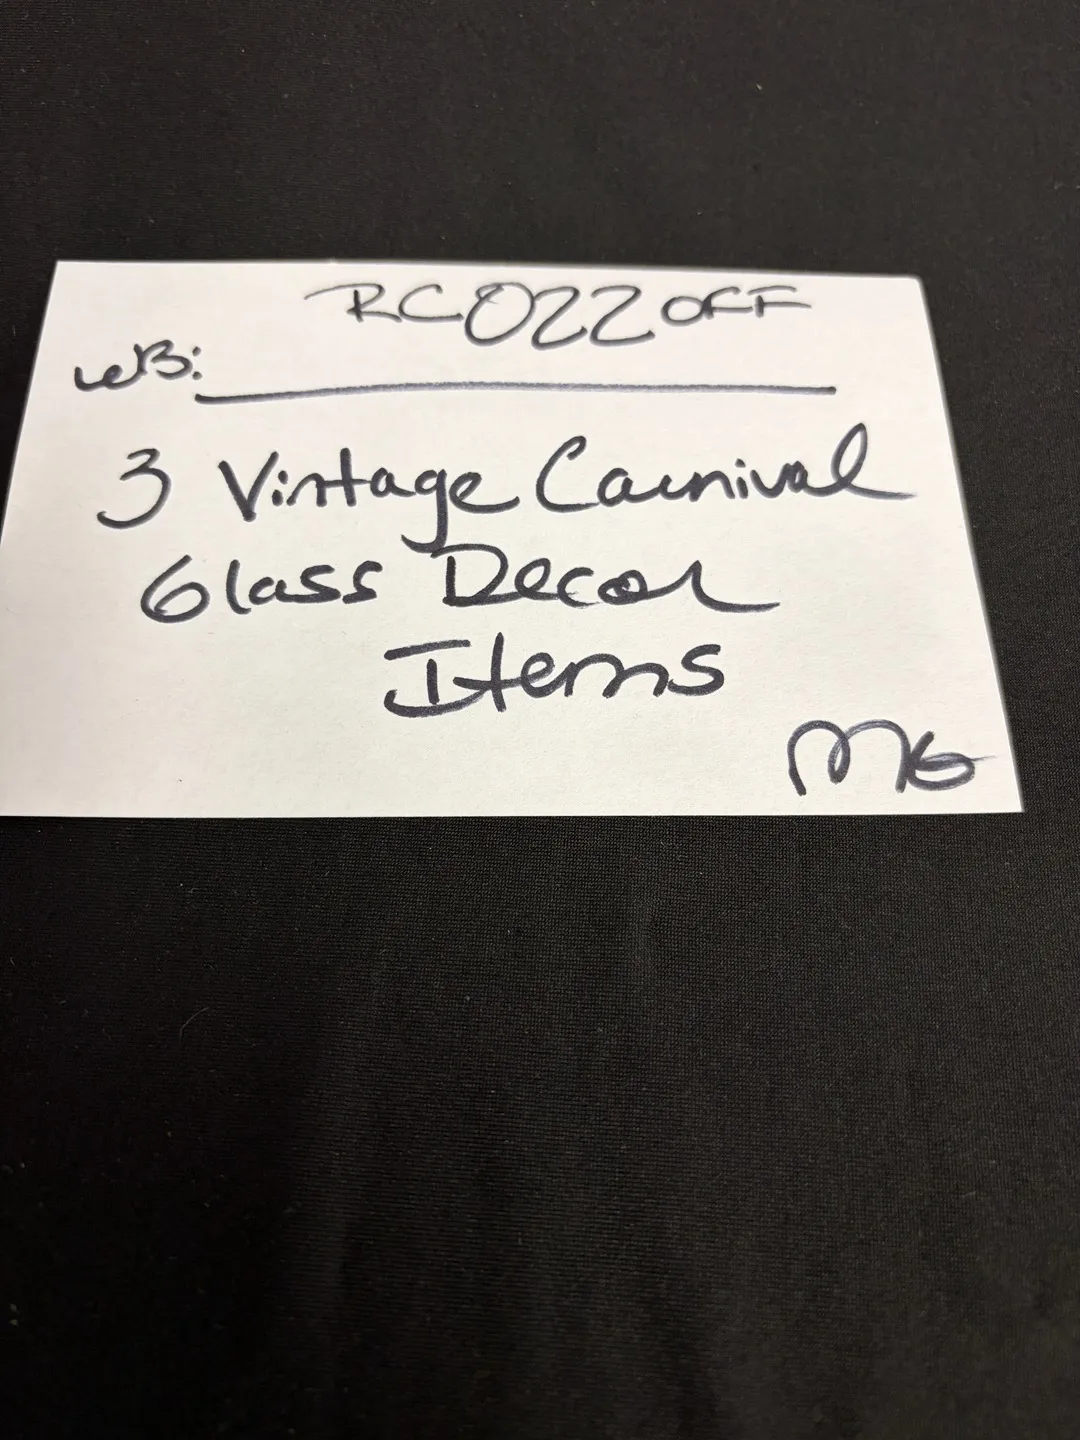 RC022OFF
WB:
3 Vintage Carnival
Glass Decor
Items
MG